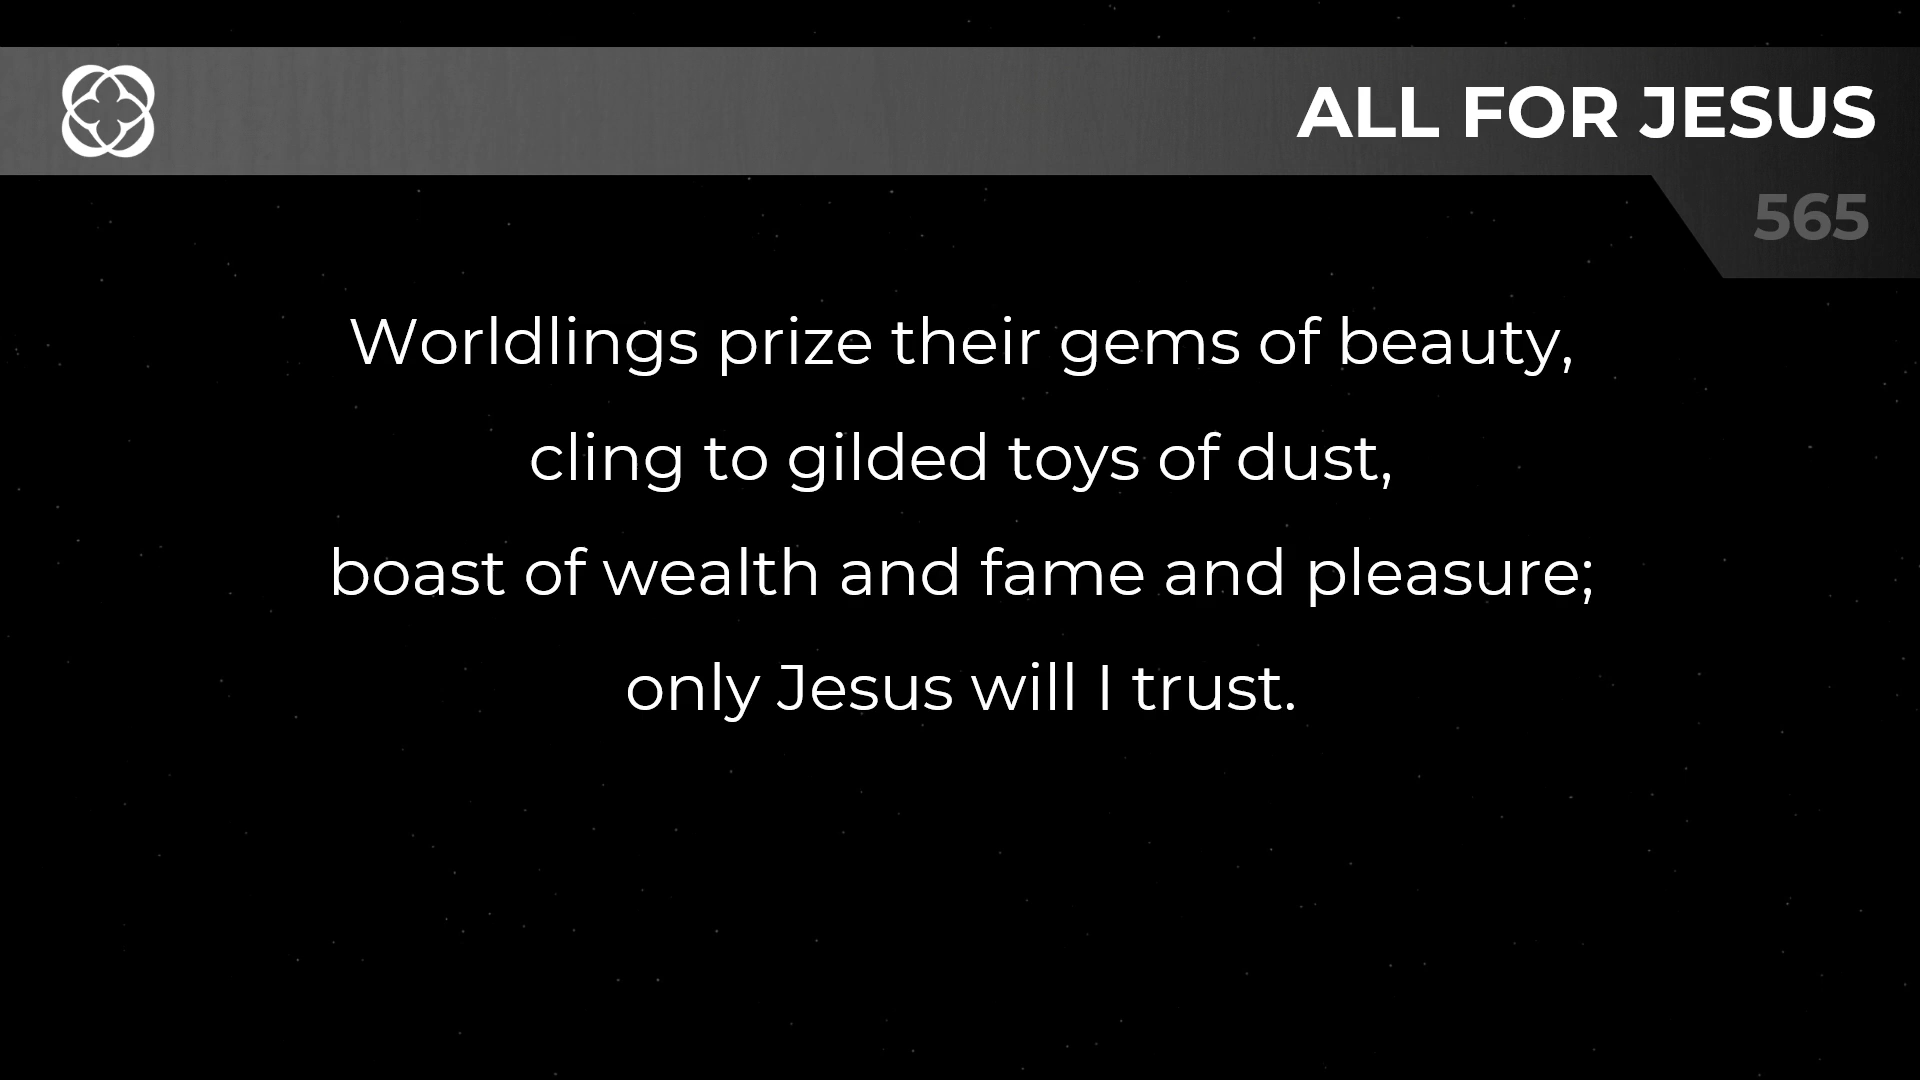 ALL FOR JESUS
565
Worldlings prize their gems of beauty,
cling to gilded toys of dust,
boast of wealth and fame and pleasure;
only Jesus will I trust.